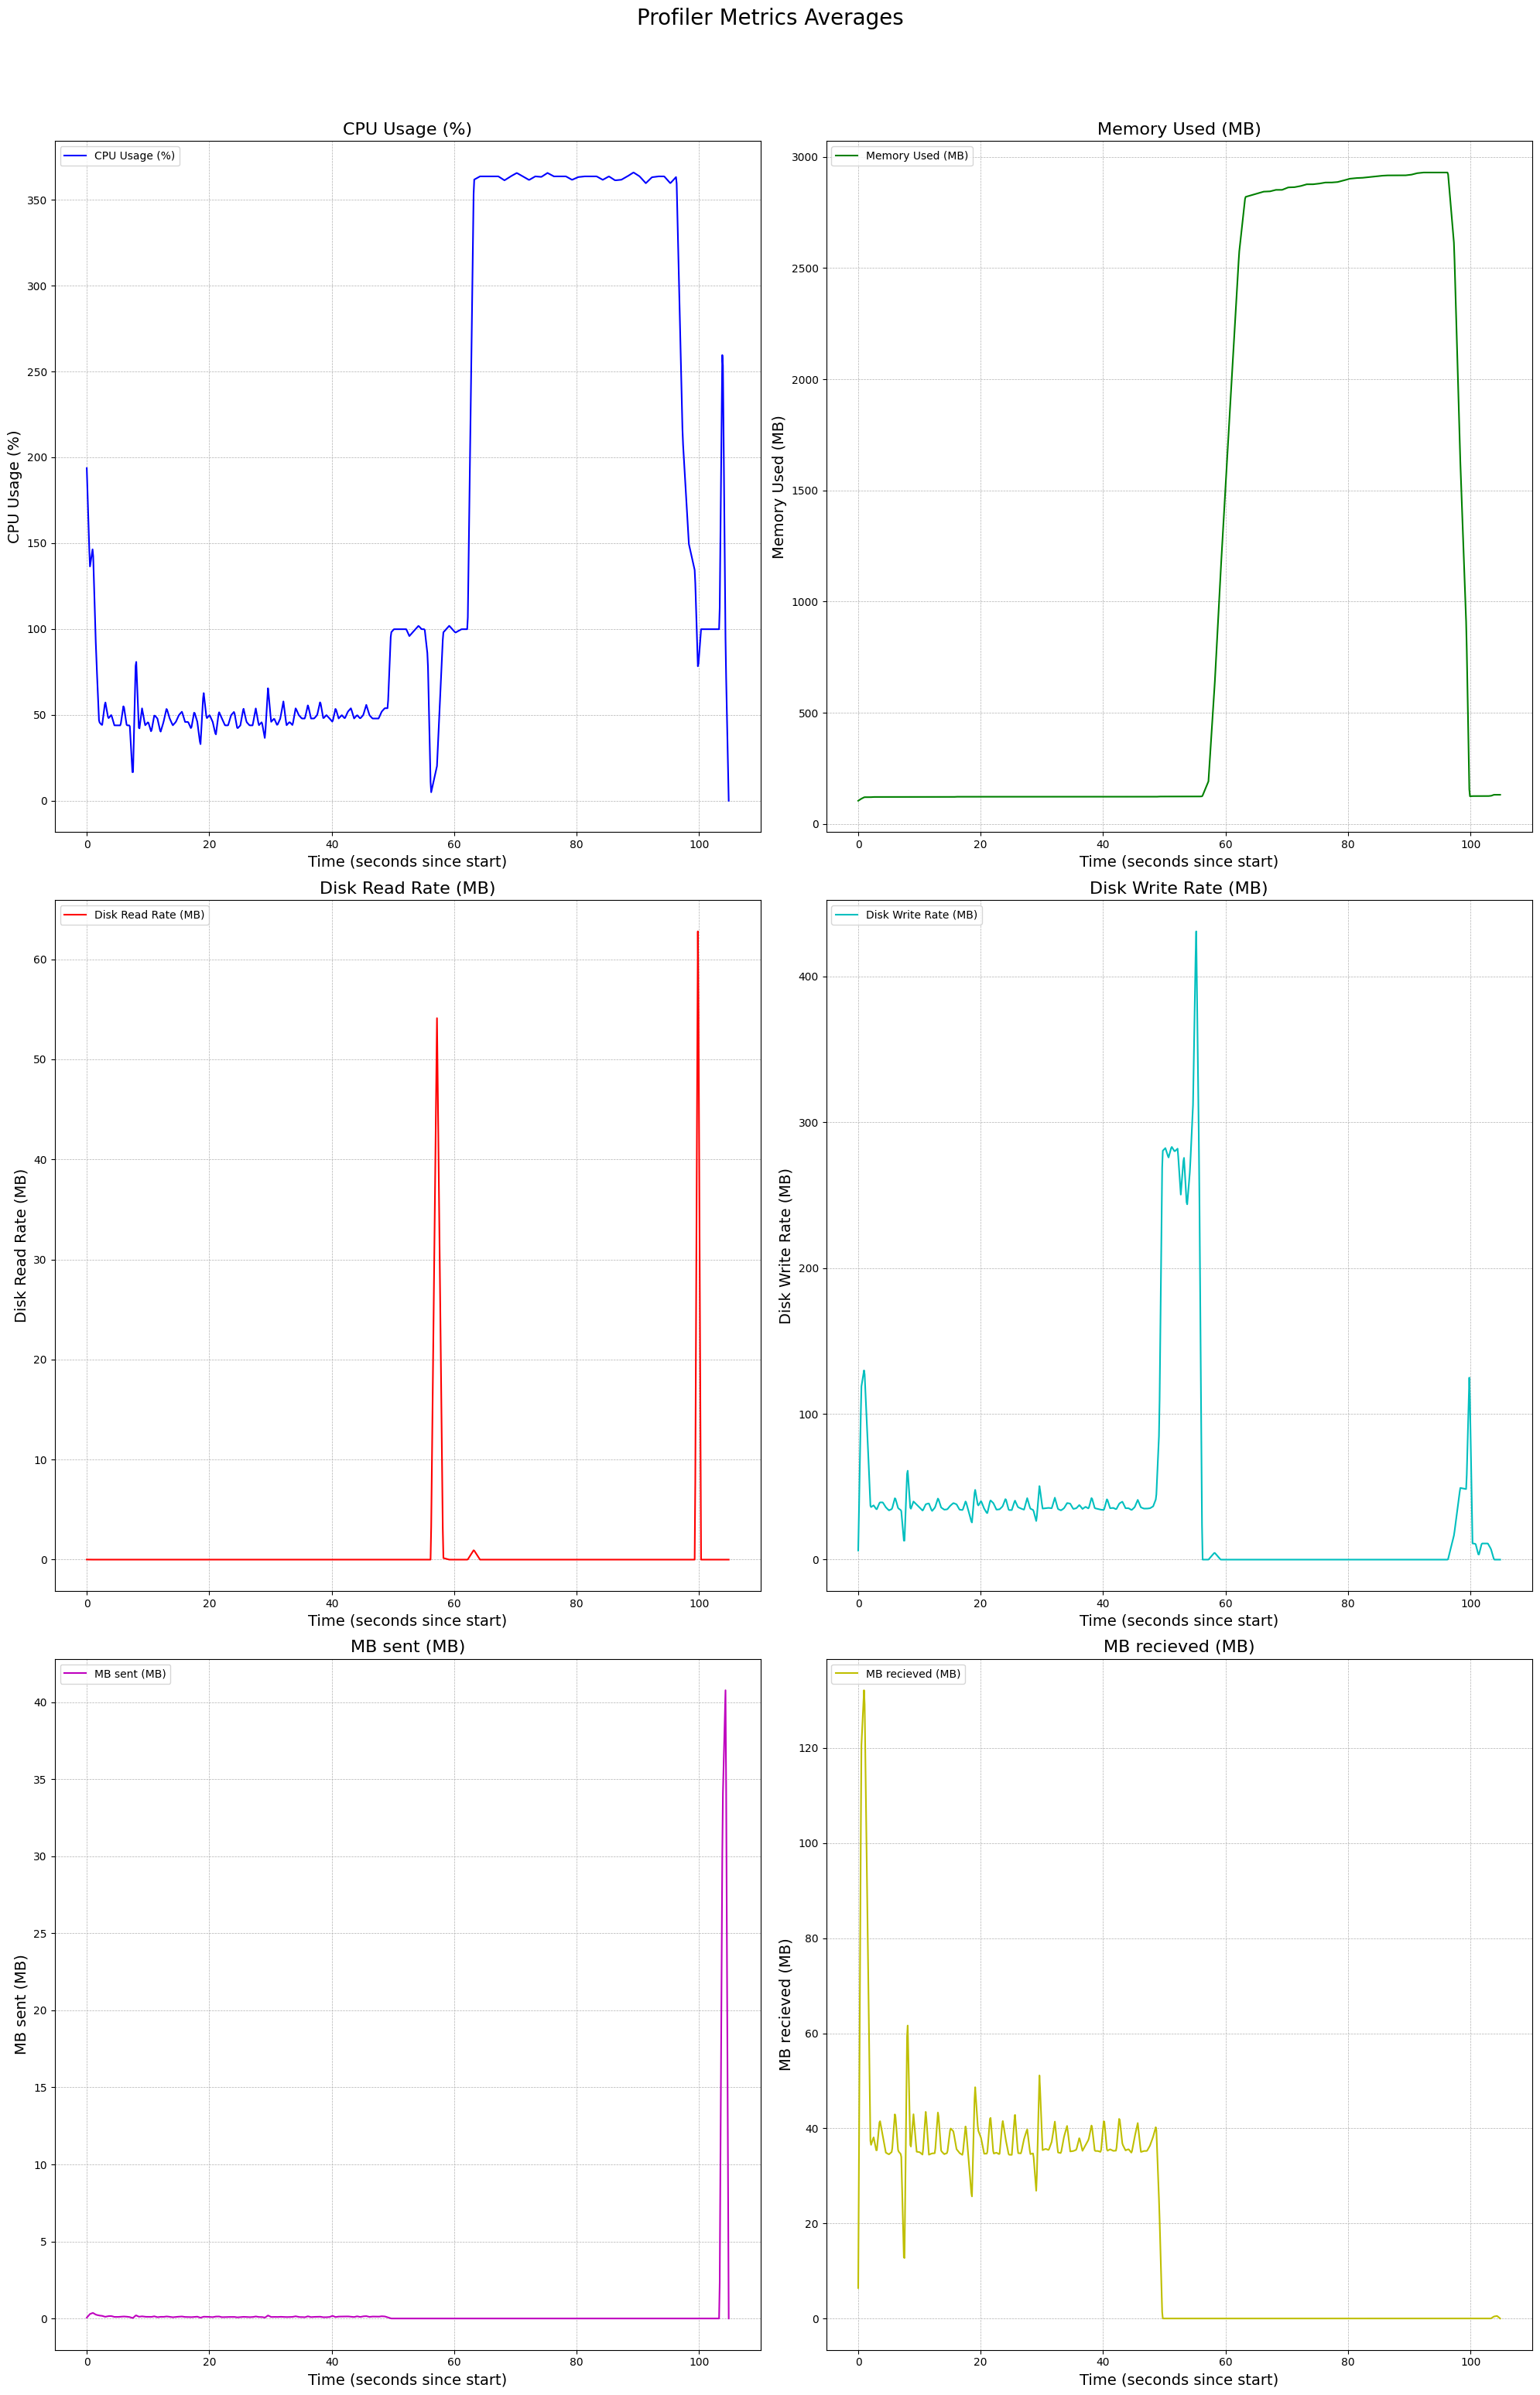 Profiler Metrics Averages
CPU Usage (%)
CPU Usage (%)
CPU Usage (%)
350
300
250
200
150
100
50
0
0 20 40 60 80 100
Time (seconds since start)
Memory Used (MB)
Memory Used (MB)
Memory Used (MB)
3000
2500
2000
1500
1000
500
0
0 20 40 60 80 100
Time (seconds since start)
Disk Read Rate (MB)
Disk Read Rate (MB)
Disk Read Rate (MB)
60
50
40
30
20
10
0
0 20 40 60 80 100
Time (seconds since start)
Disk Write Rate (MB)
Disk Write Rate (MB)
Disk Write Rate (MB)
400
300
200
100
0
0 20 40 60 80 100
Time (seconds since start)
MB sent (MB)
MB sent (MB)
MB sent (MB)
40
35
30
25
20
15
10
5
0
0 20 40 60 80 100
Time (seconds since start)
MB recieved (MB)
MB recieved (MB)
MB recieved (MB)
120
100
80
60
40
20
0
0 20 40 60 80 100
Time (seconds since start)